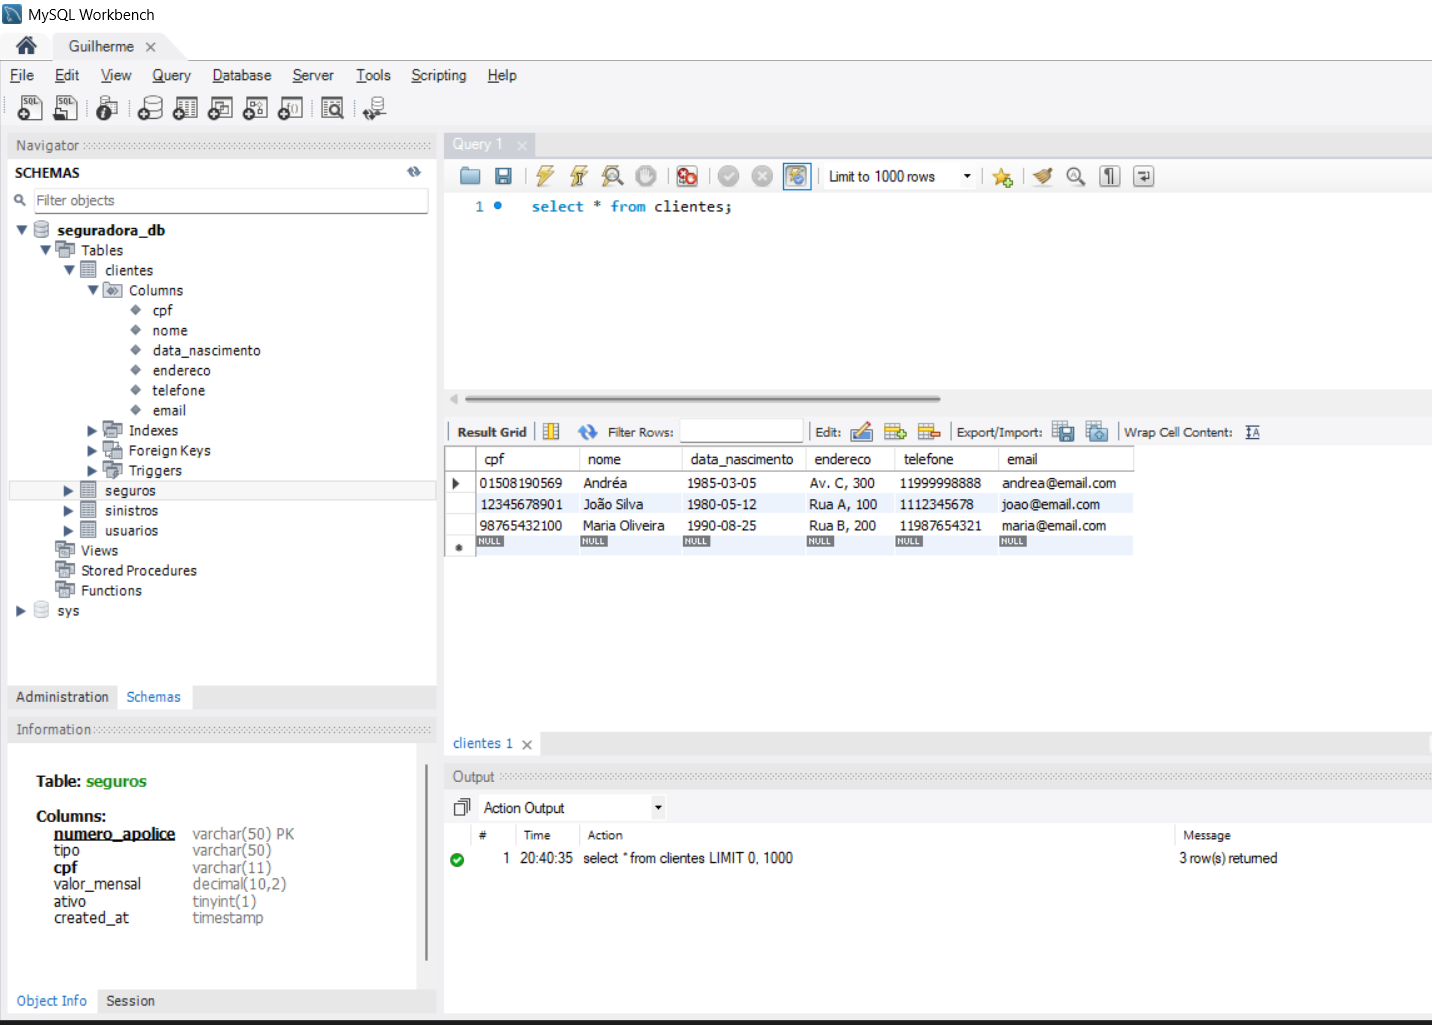 MySQL Workbench
Guilherme
File Edit View Query Database Server Tools Scripting Help
Navigator
SCHEMAS
Filter objects
seguradora_db
Tables
clientes
Columns
cpf
nome
data_nascimento
endereco
telefone
email
Indexes
Foreign Keys
Triggers
seguros
sinistros
usuarios
Views
Stored Procedures
Functions
sys
Administration Schemas
Information
Table: seguros
Columns:
numero_apolice varchar(50) PK
tipo varchar(50)
cpf varchar(11)
valor_mensal decimal(10,2)
ativo tinyint(1)
created_at timestamp
Object Info Session
Query 1
Limit to 1000 rows
1 select * from clientes;
Result Grid Filter Rows: Edit: Export/Import: Wrap Cell Content:
cpf nome data_nascimento endereco telefone email
01508190569 Andréa 1985-03-05 Av. C, 300 11999998888 andrea@email.com
12345678901 João Silva 1980-05-12 Rua A, 100 1112345678 joao@email.com
98765432100 Maria Oliveira 1990-08-25 Rua B, 200 11987654321 maria@email.com
NULL NULL NULL NULL NULL NULL
clientes 1
Output
Action Output
# Time Action Message
1 20:40:35 select * from clientes LIMIT 0, 1000 3 row(s) returned